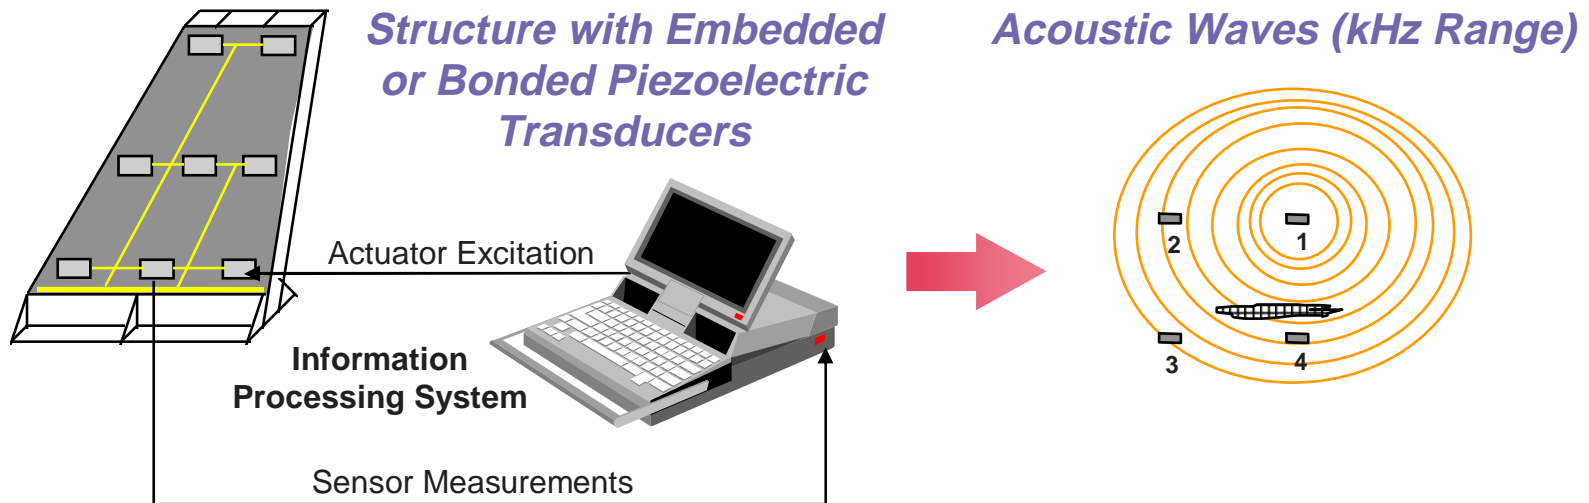 Structure with Embedded
or Bonded Piezoelectric
Transducers
Acoustic Waves (kHz Range)
Actuator Excitation
Information
Processing System
Sensor Measurements
2
1
3
4